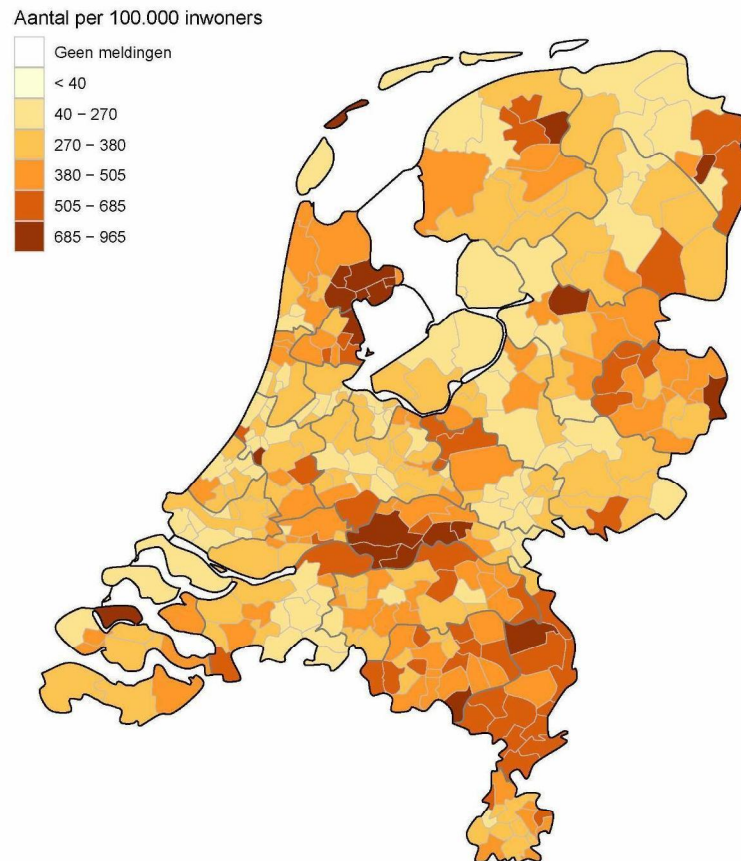 Aantal per 100.000 inwoners
Geen meldingen
< 40
40 – 270
270 – 380
380 – 505
505 – 685
685 – 965